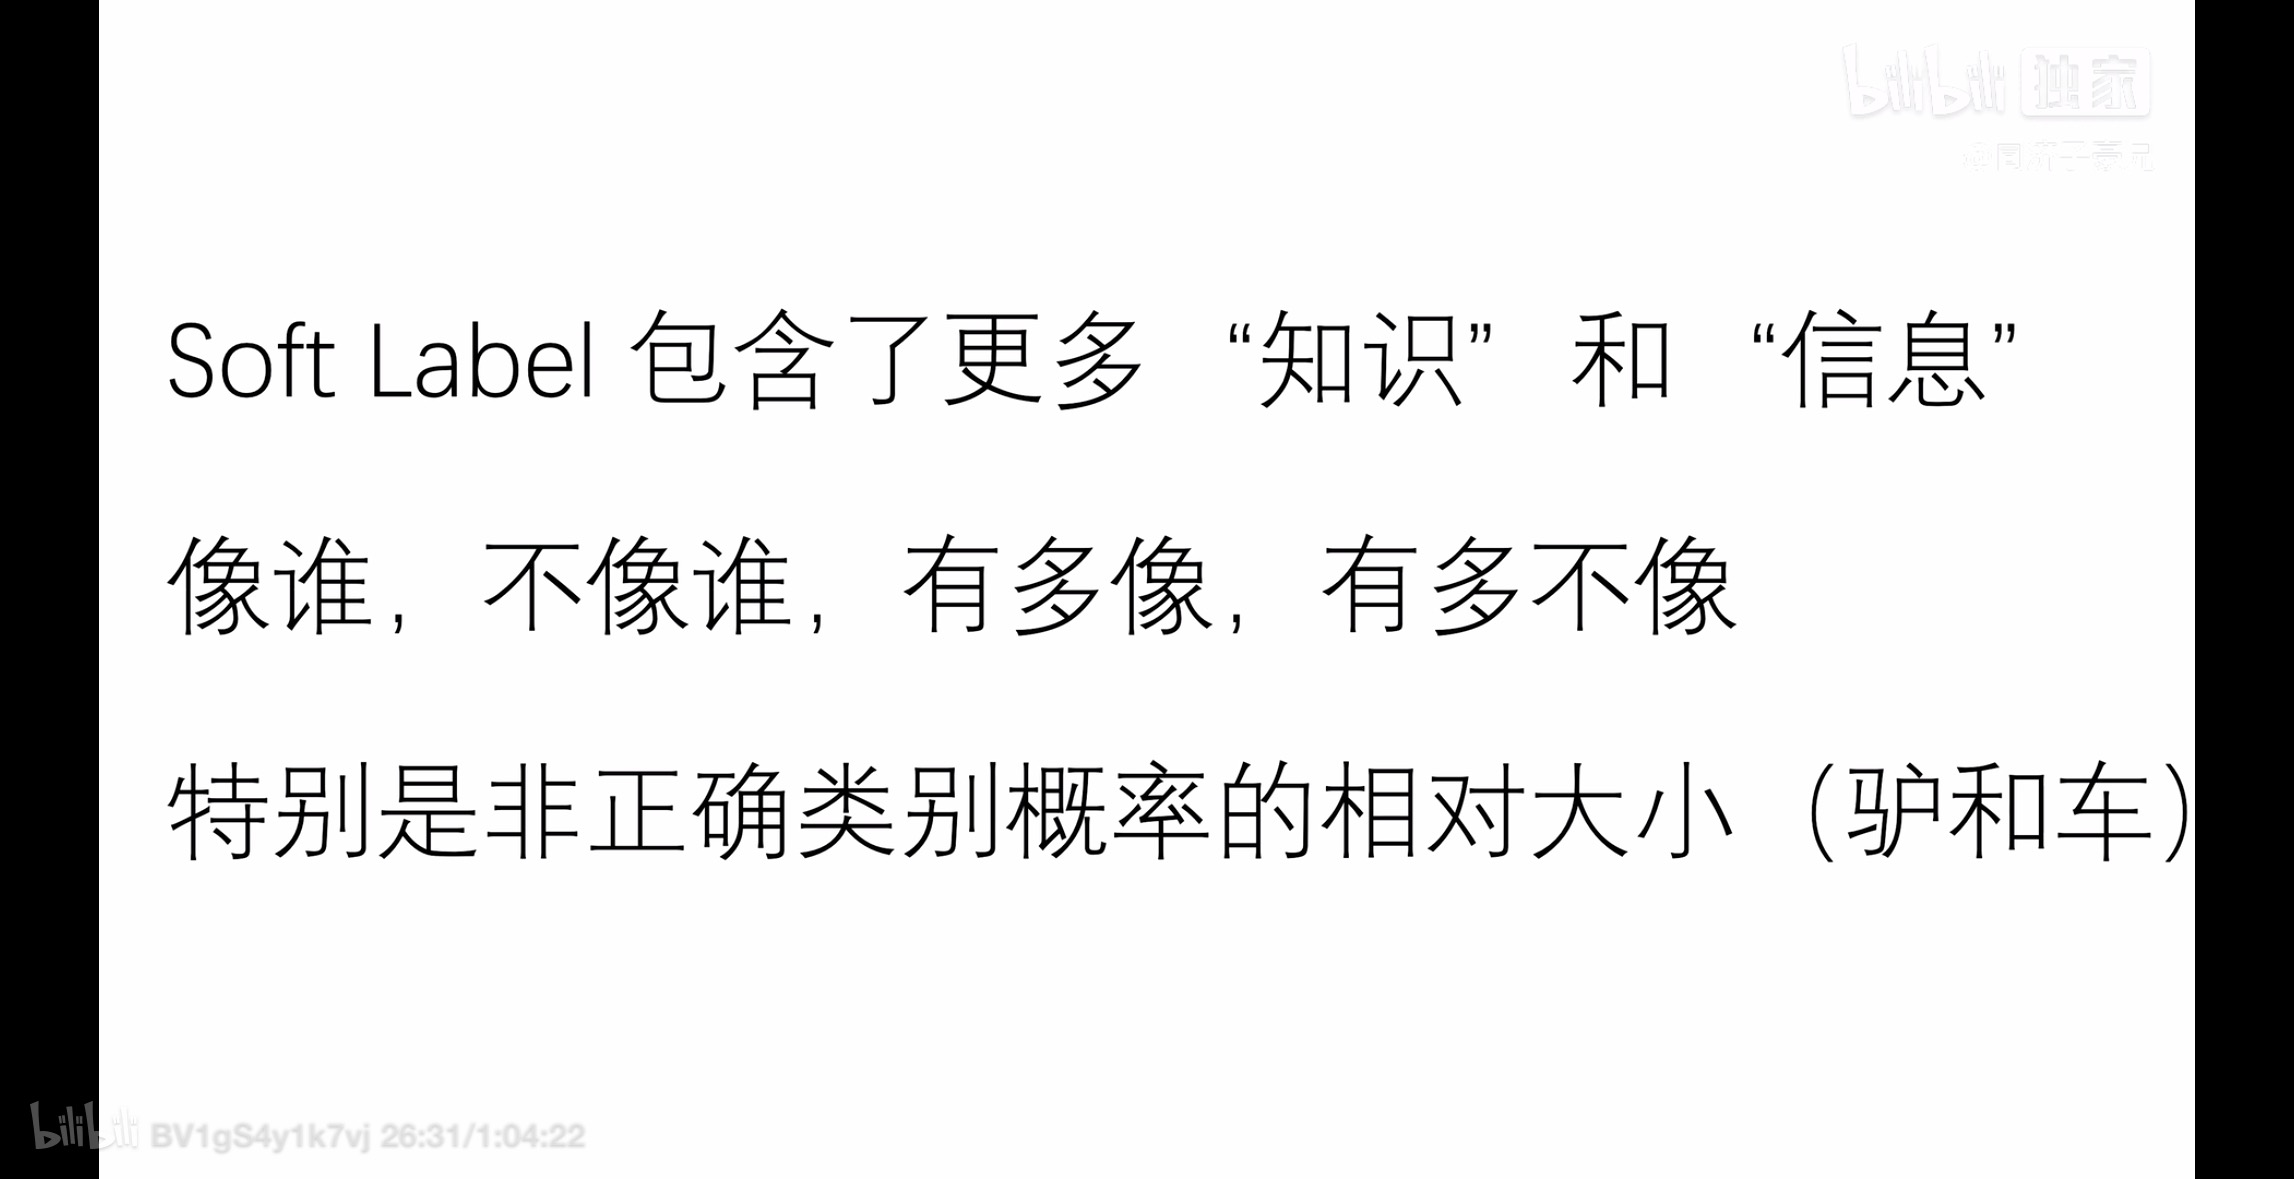 bilibili 独家
@同济子豪兄
Soft Label 包含了更多 “知识” 和 “信息”
像谁，不像谁，有多像，有多不像
特别是非正确类别概率的相对大小（驴和车）
bilibili BV1gS4y1k7vj 26:31/1:04:22